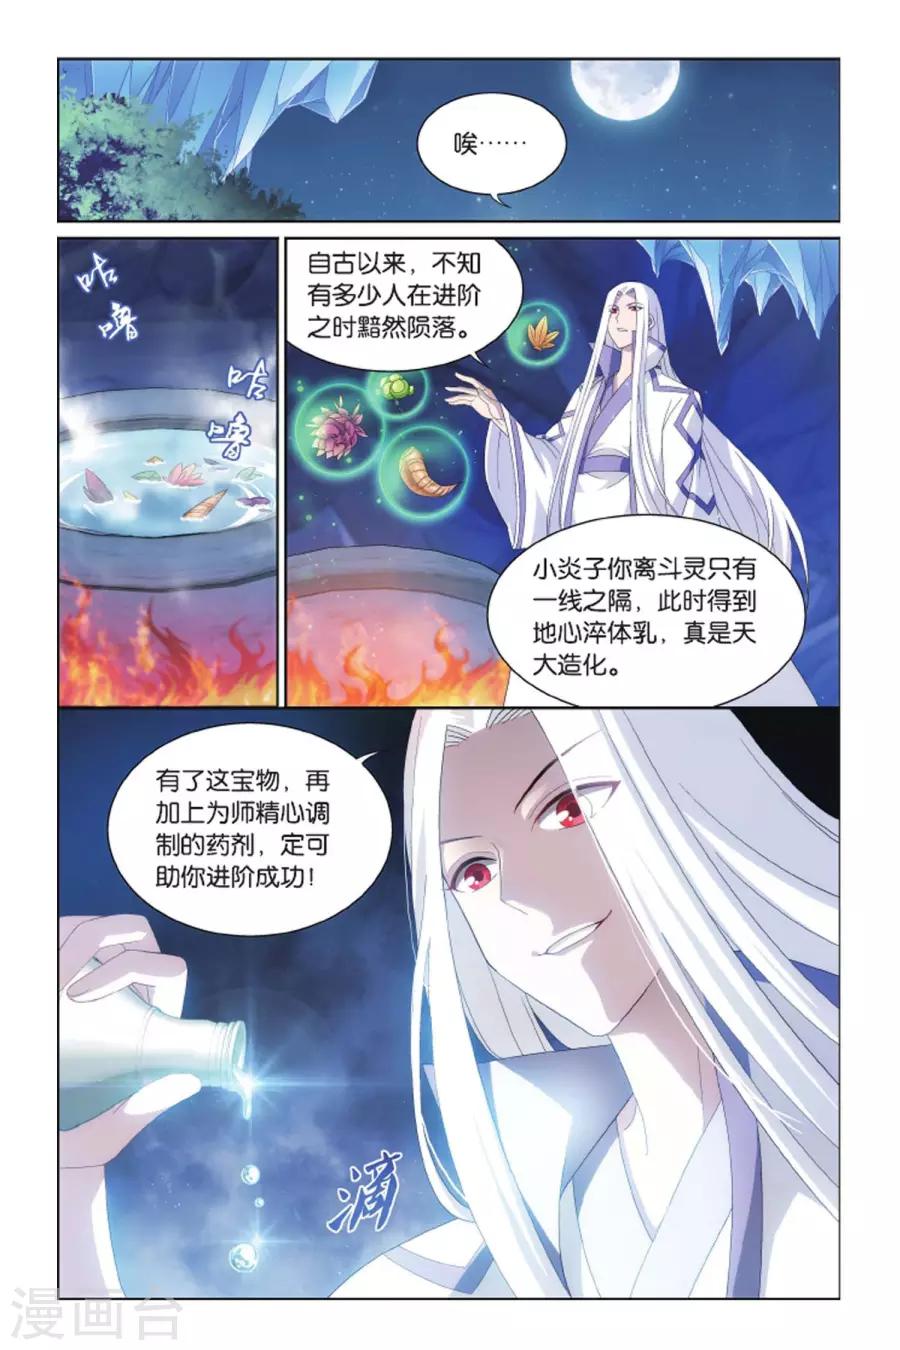 唉……
咕
噜
咕
噜
自古以来，不知
有多少人在进阶
之时黯然陨落。
小炎子你离斗灵只有
一线之隔，此时得到
地心淬体乳，真是天
大造化。
有了这宝物，再
加上为师精心调
制的药剂，定可
助你进阶成功！
滴
漫画台